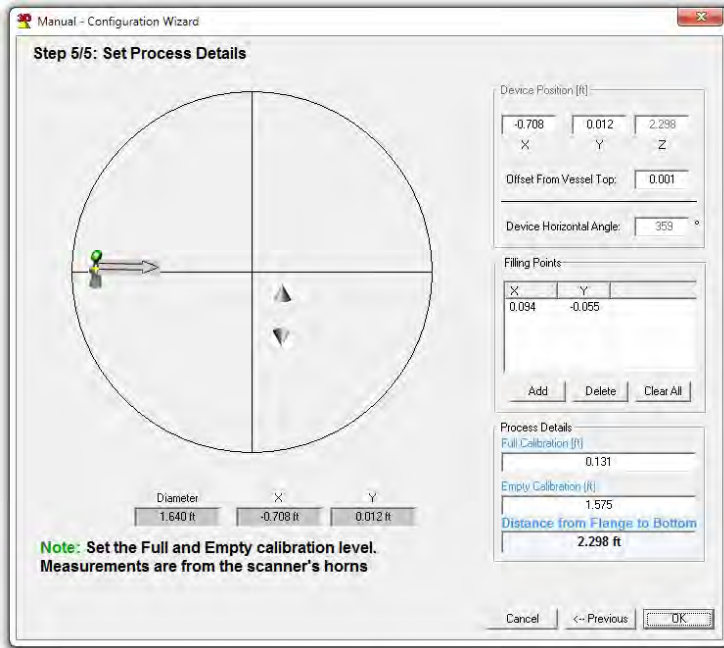 Manual - Configuration Wizard
Step 5/5: Set Process Details
Device Position [ft]
-0.708 0.012 2.298
X Y Z
Offset From Vessel Top: 0.001
Device Horizontal Angle: 359 °
Filling Points
X Y
0.094 -0.055
Add Delete Clear All
Process Details
Full Calibration [ft]
0.131
Empty Calibration [ft]
1.575
Distance from Flange to Bottom
2.298 ft
Diameter X Y
1.640 ft -0.708 ft 0.012 ft
Note: Set the Full and Empty calibration level.
Measurements are from the scanner's horns
Cancel <-- Previous OK